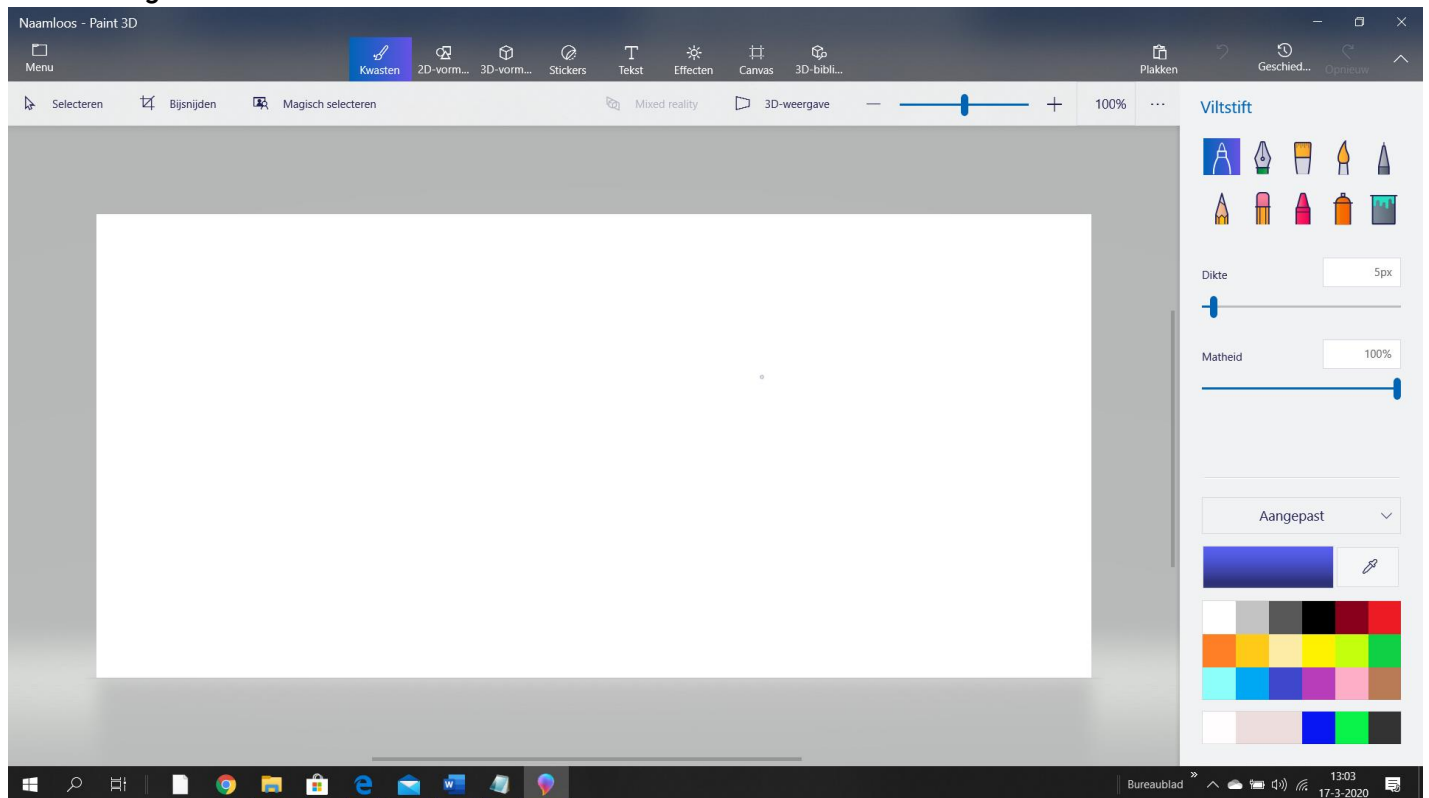 Naamloos - Paint 3D
Menu
Kwasten
2D-vorm...
3D-vorm...
Stickers
Tekst
Effecten
Canvas
3D-bibli...
Plakken
Geschied...
Opnieuw
Selecteren
Bijsnijden
Magisch selecteren
Mixed reality
3D-weergave
100%
Viltstift
Dikte
5px
Matheid
100%
Aangepast
Bureaublad
13:03
17-3-2020